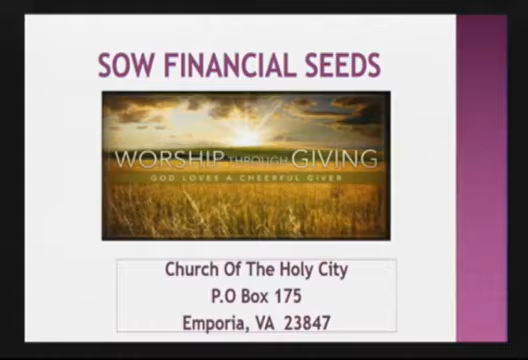 SOW FINANCIAL SEEDS
WORSHIP THROUGH GIVING
GOD LOVES A CHEERFUL GIVER
Church Of The Holy City
P.O Box 175
Emporia, VA 23847